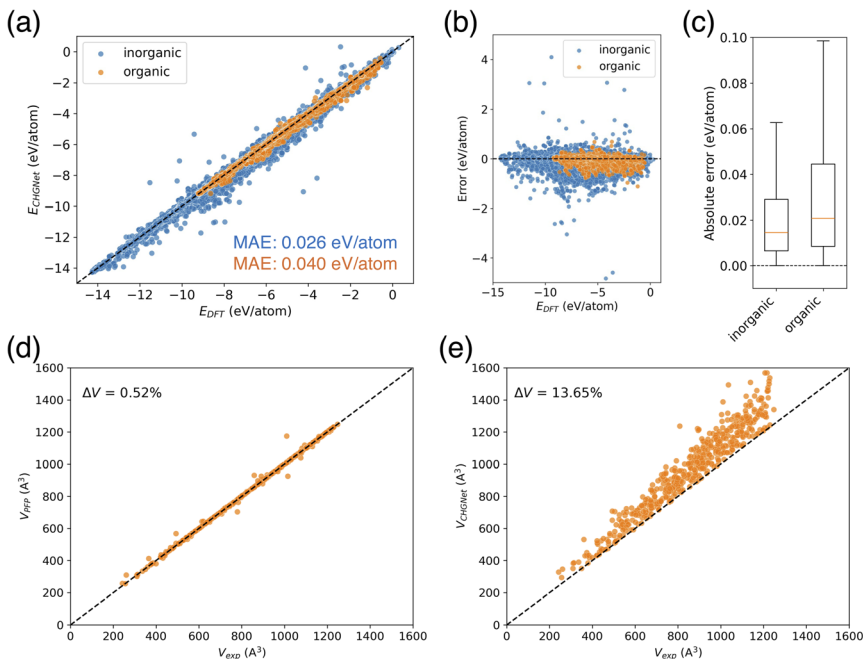 (a)
inorganic
organic
0
−2
−4
−6
−8
−10
−12
−14
E_CHGNet (eV/atom)
MAE: 0.026 eV/atom
MAE: 0.040 eV/atom
−14 −12 −10 −8 −6 −4 −2 0
E_DFT (eV/atom)
(b)
inorganic
organic
4
2
0
−2
−4
Error (eV/atom)
−15 −10 −5 0
E_DFT (eV/atom)
(c)
0.10
0.08
0.06
0.04
0.02
0.00
Absolute error (eV/atom)
inorganic
organic
(d)
ΔV = 0.52%
1600
1400
1200
1000
800
600
400
200
0
V_PFP (A³)
0 200 400 600 800 1000 1200 1400 1600
V_exp (A³)
(e)
ΔV = 13.65%
1600
1400
1200
1000
800
600
400
200
0
V_CHGNet (A³)
0 200 400 600 800 1000 1200 1400 1600
V_exp (A³)